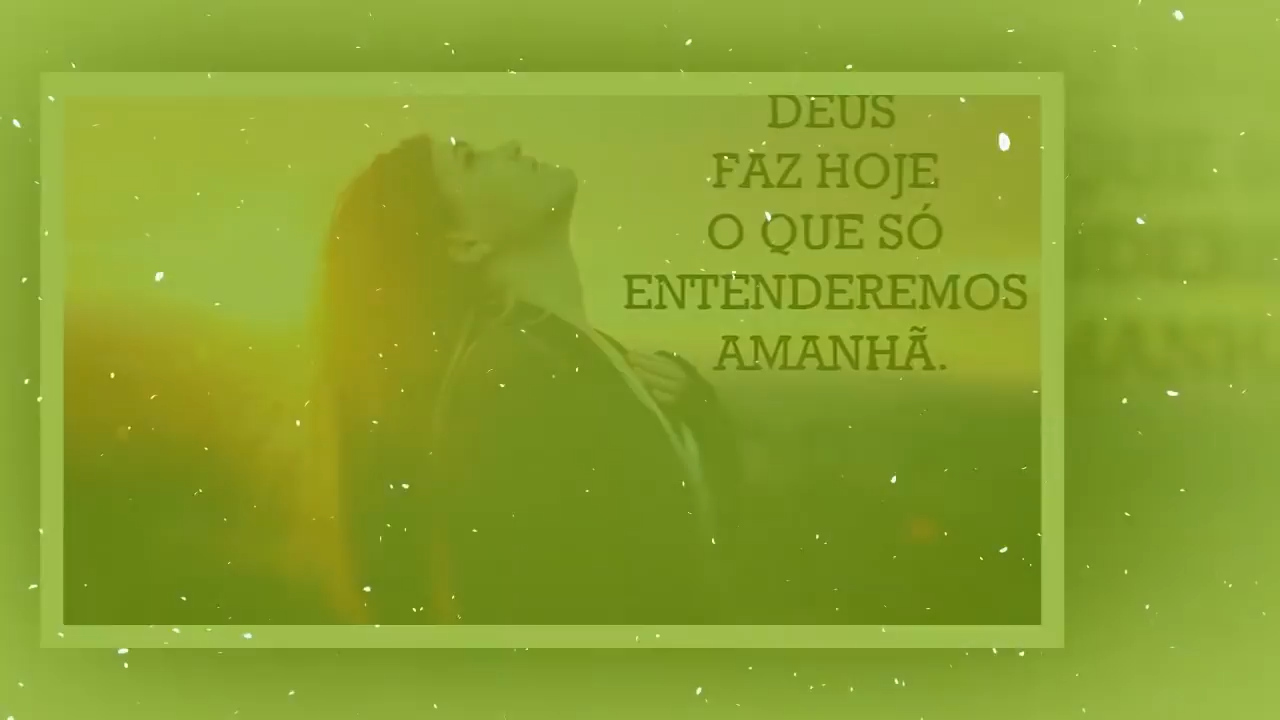 DEUS
FAZ HOJE
O QUE SÓ
ENTENDEREMOS
AMANHÃ.